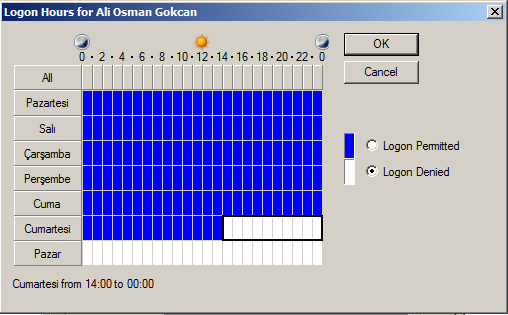 Logon Hours for Ali Osman Gokcan
OK
Cancel
0 · 2 · 4 · 6 · 8 · 10 · 12 · 14 · 16 · 18 · 20 · 22 · 0
All
Pazartesi
Salı
Çarşamba
Perşembe
Cuma
Cumartesi
Pazar
Logon Permitted
Logon Denied
Cumartesi from 14:00 to 00:00